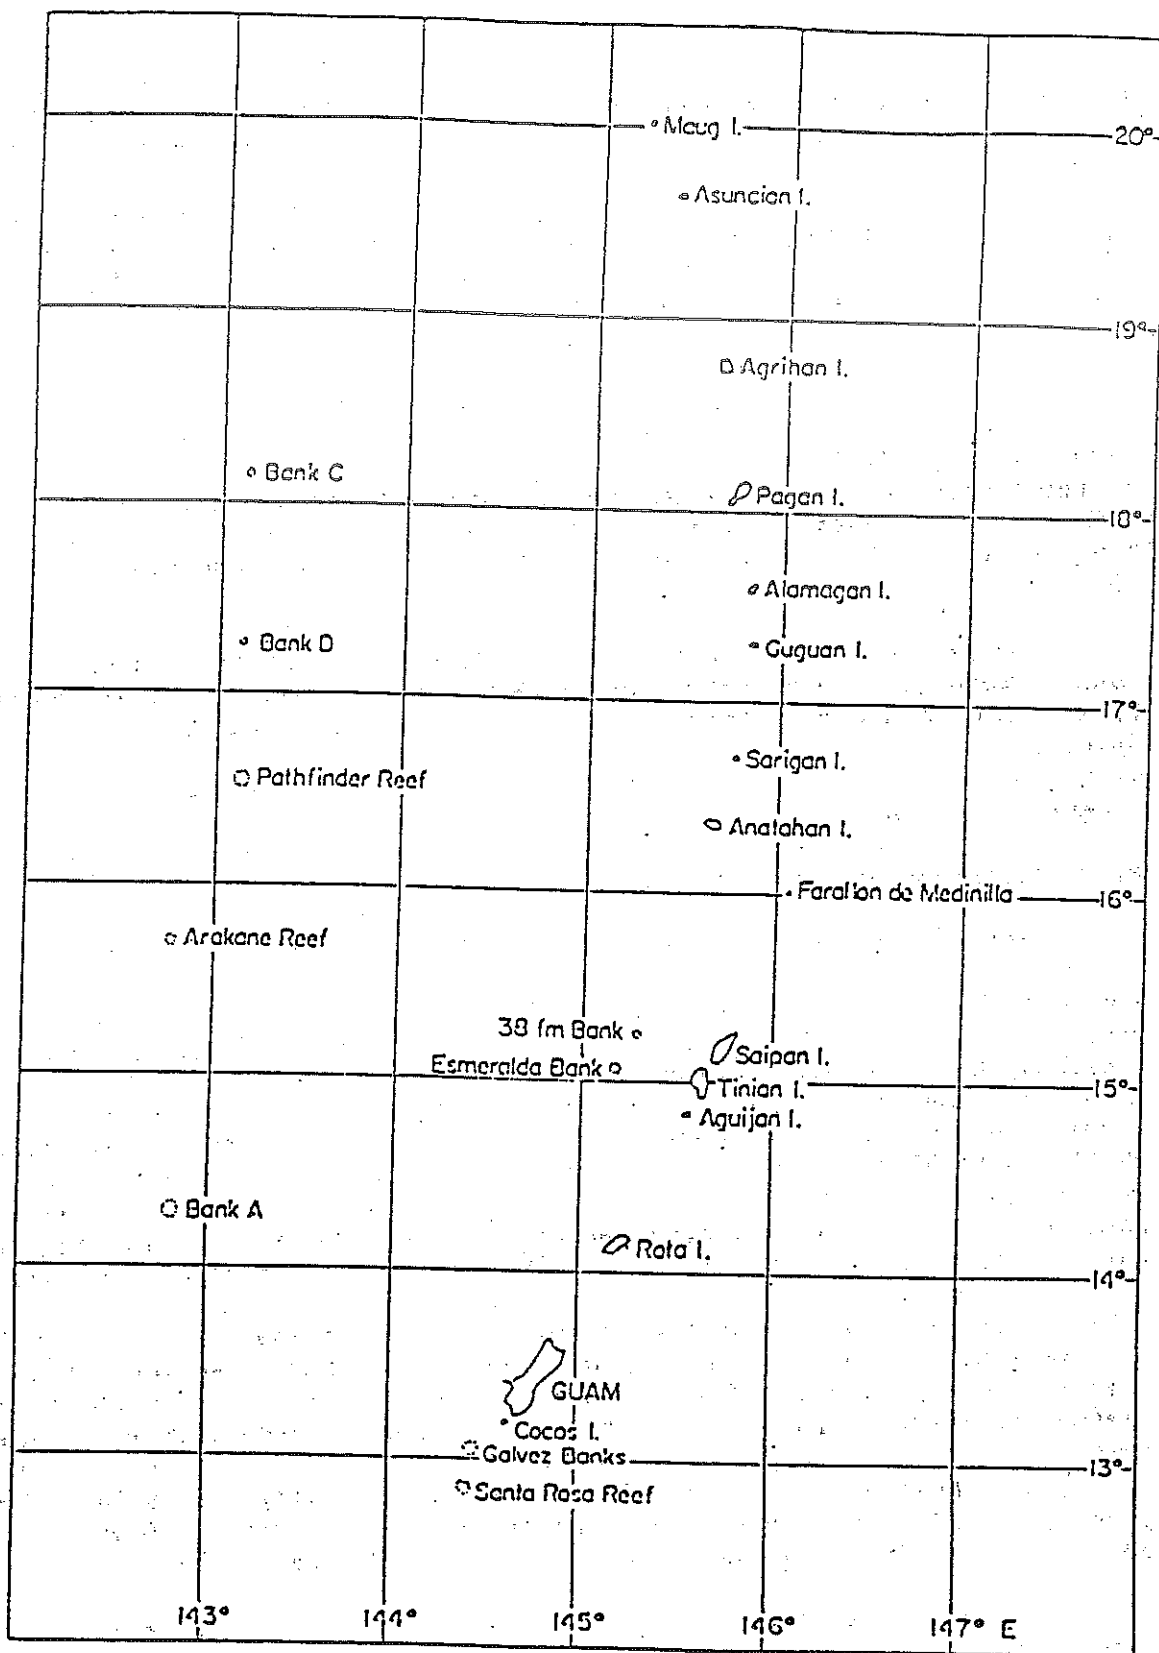 Maug I.
20°
Asuncion I.
19°
Agrihan I.
Bank C
Pagan I.
18°
Alamagan I.
Bank D
Guguan I.
17°
Sarigan I.
Pathfinder Reef
Anatahan I.
Farallon de Medinilla
16°
Arakane Reef
38 fm Bank
Saipan I.
Esmeralda Bank
Tinian I.
15°
Aguijan I.
Bank A
Rota I.
14°
GUAM
Cocos I.
Galvez Banks
13°
Santa Rosa Reef
143° 144° 145° 146° 147° E